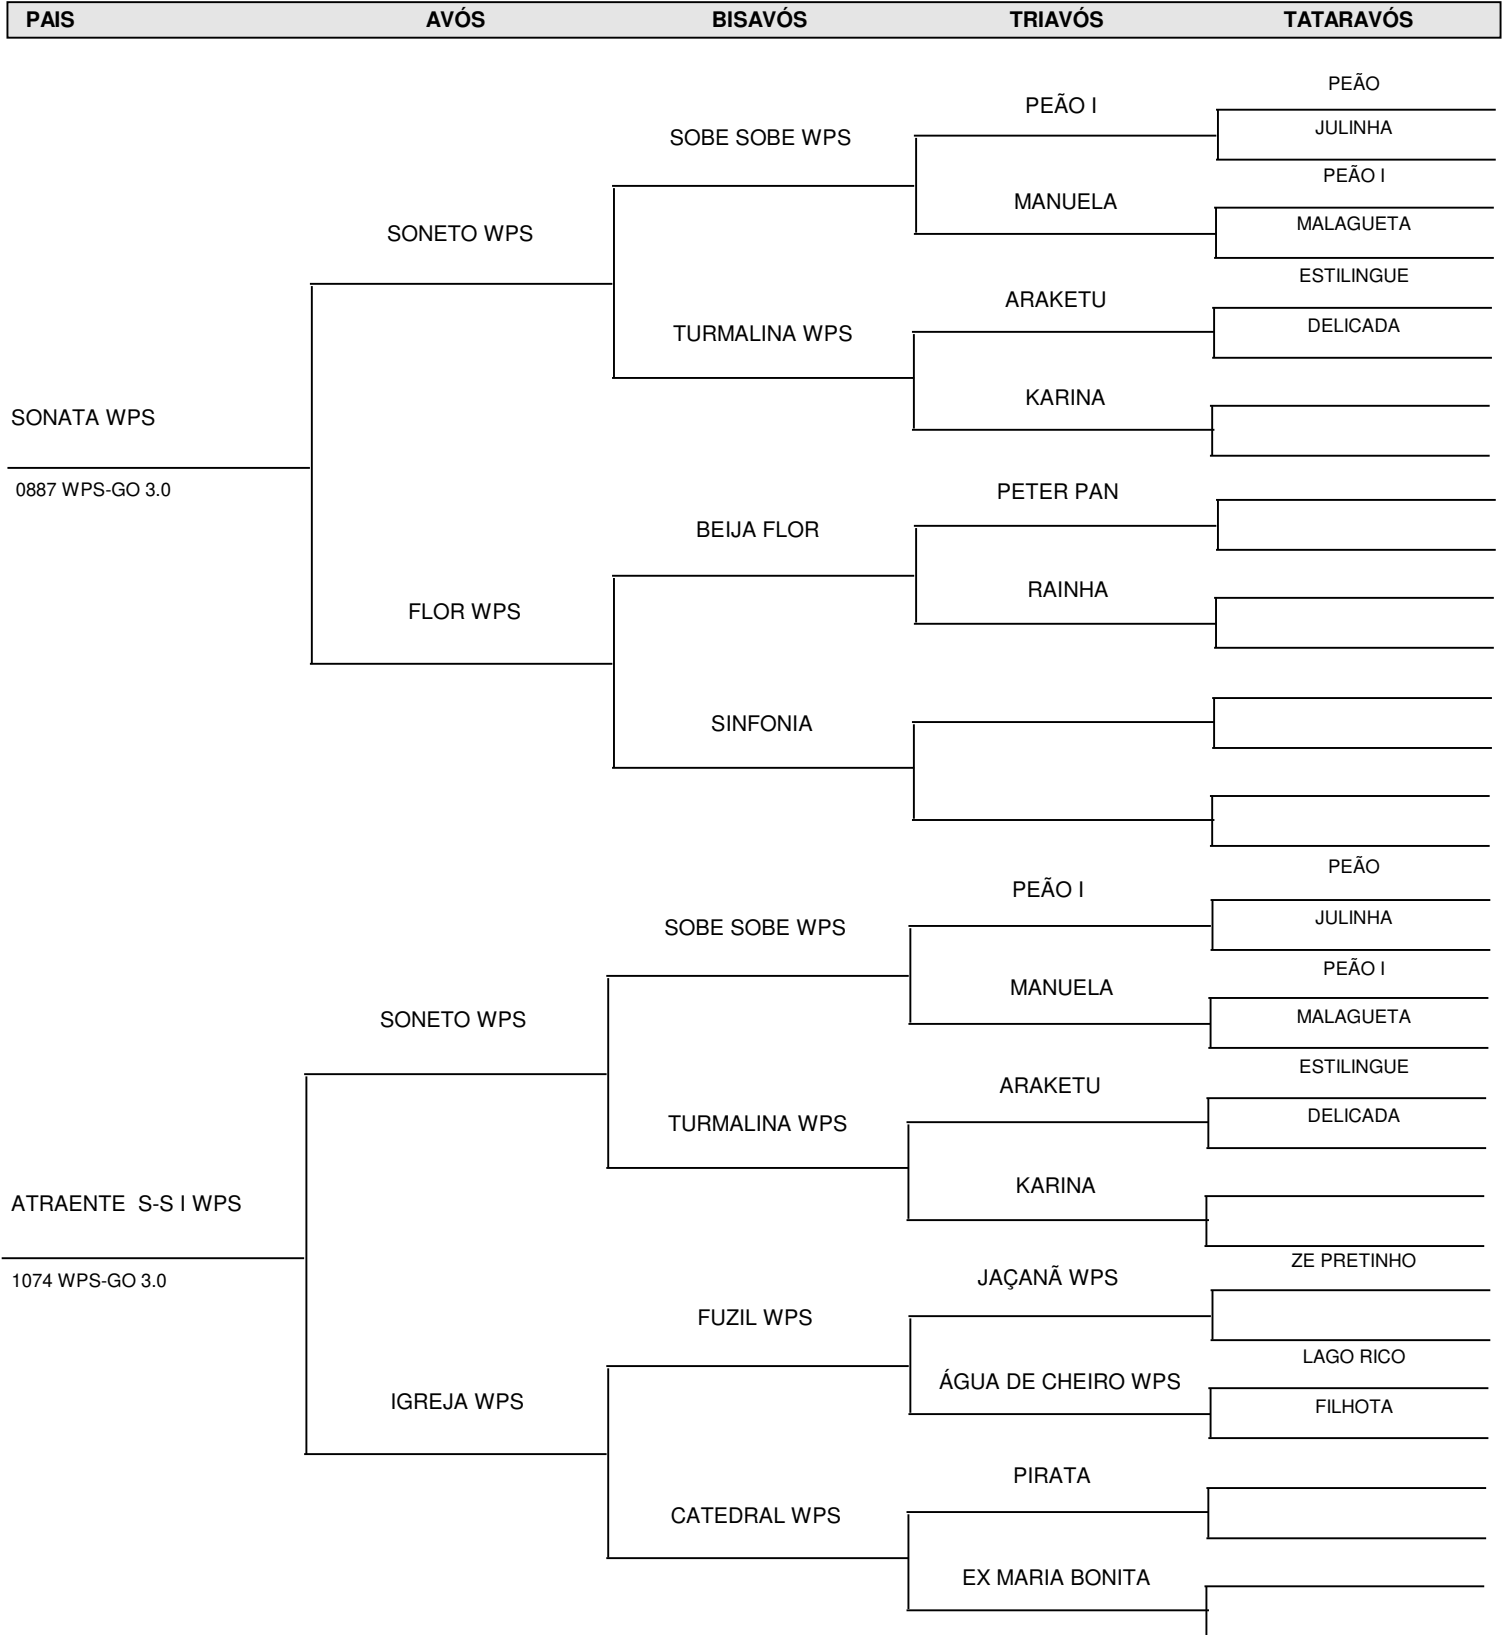 PAIS AVÓS BISAVÓS TRIAVÓS TATARAVÓS
PEÃO
PEÃO I
JULINHA
SOBE SOBE WPS
PEÃO I
MANUELA
MALAGUETA
SONETO WPS
ESTILINGUE
ARAKETU
DELICADA
TURMALINA WPS
KARINA
SONATA WPS
0887 WPS-GO 3.0
PETER PAN
BEIJA FLOR
RAINHA
FLOR WPS
SINFONIA
PEÃO
PEÃO I
JULINHA
SOBE SOBE WPS
PEÃO I
MANUELA
MALAGUETA
SONETO WPS
ESTILINGUE
ARAKETU
DELICADA
TURMALINA WPS
KARINA
ATRAENTE  S-S I WPS
ZE PRETINHO
JAÇANÃ WPS
1074 WPS-GO 3.0
FUZIL WPS
LAGO RICO
ÁGUA DE CHEIRO WPS
IGREJA WPS
FILHOTA
PIRATA
CATEDRAL WPS
EX MARIA BONITA